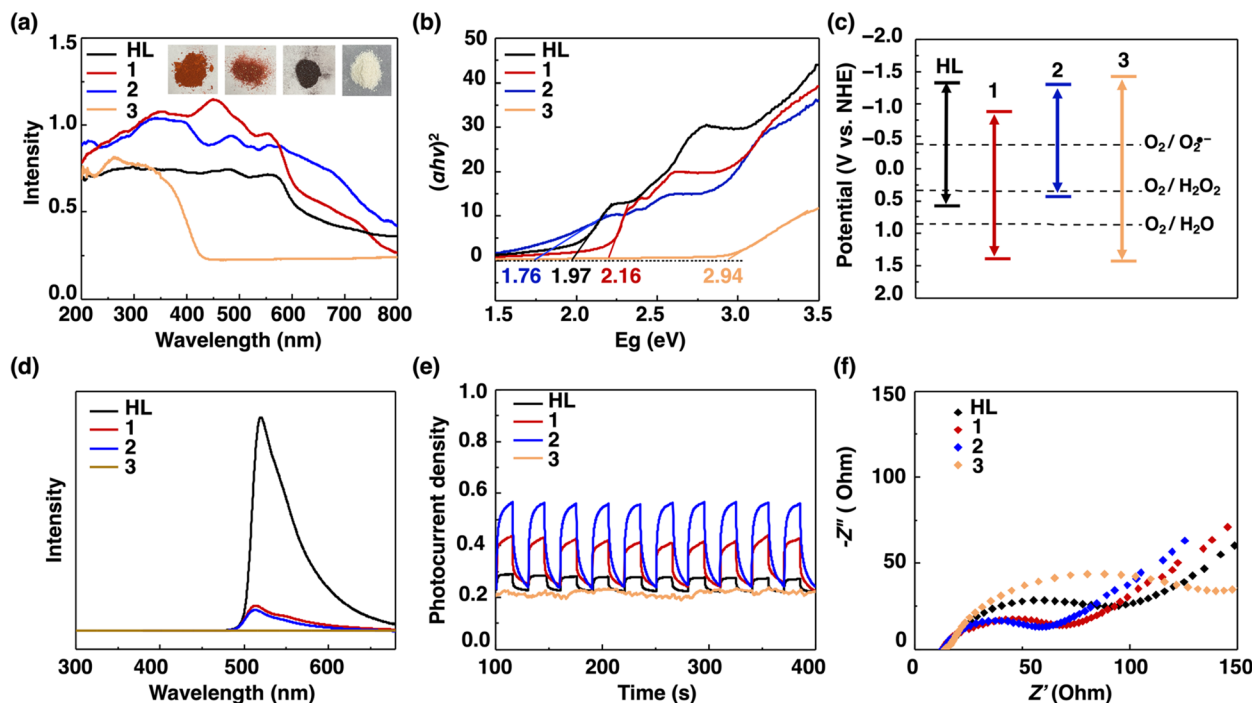 (a)
1.5
1.0
0.5
0.0
Intensity
HL
1
2
3
200 300 400 500 600 700 800
Wavelength (nm)
(b)
50
40
30
20
10
0
(αhv)²
HL
1
2
3
1.76 1.97 2.16 2.94
1.5 2.0 2.5 3.0 3.5
Eg (eV)
(c)
−2.0
−1.5
−1.0
−0.5
0.0
0.5
1.0
1.5
2.0
Potential (V vs. NHE)
HL
1
2
3
O₂ / O₂•−
O₂ / H₂O₂
O₂ / H₂O
(d)
Intensity
HL
1
2
3
300 400 500 600
Wavelength (nm)
(e)
1.0
0.8
0.6
0.4
0.2
0.0
Photocurrent density
HL
1
2
3
100 200 300 400
Time (s)
(f)
150
100
50
0
-Z″ ( Ohm)
HL
1
2
3
0 50 100 150
Z′ (Ohm)